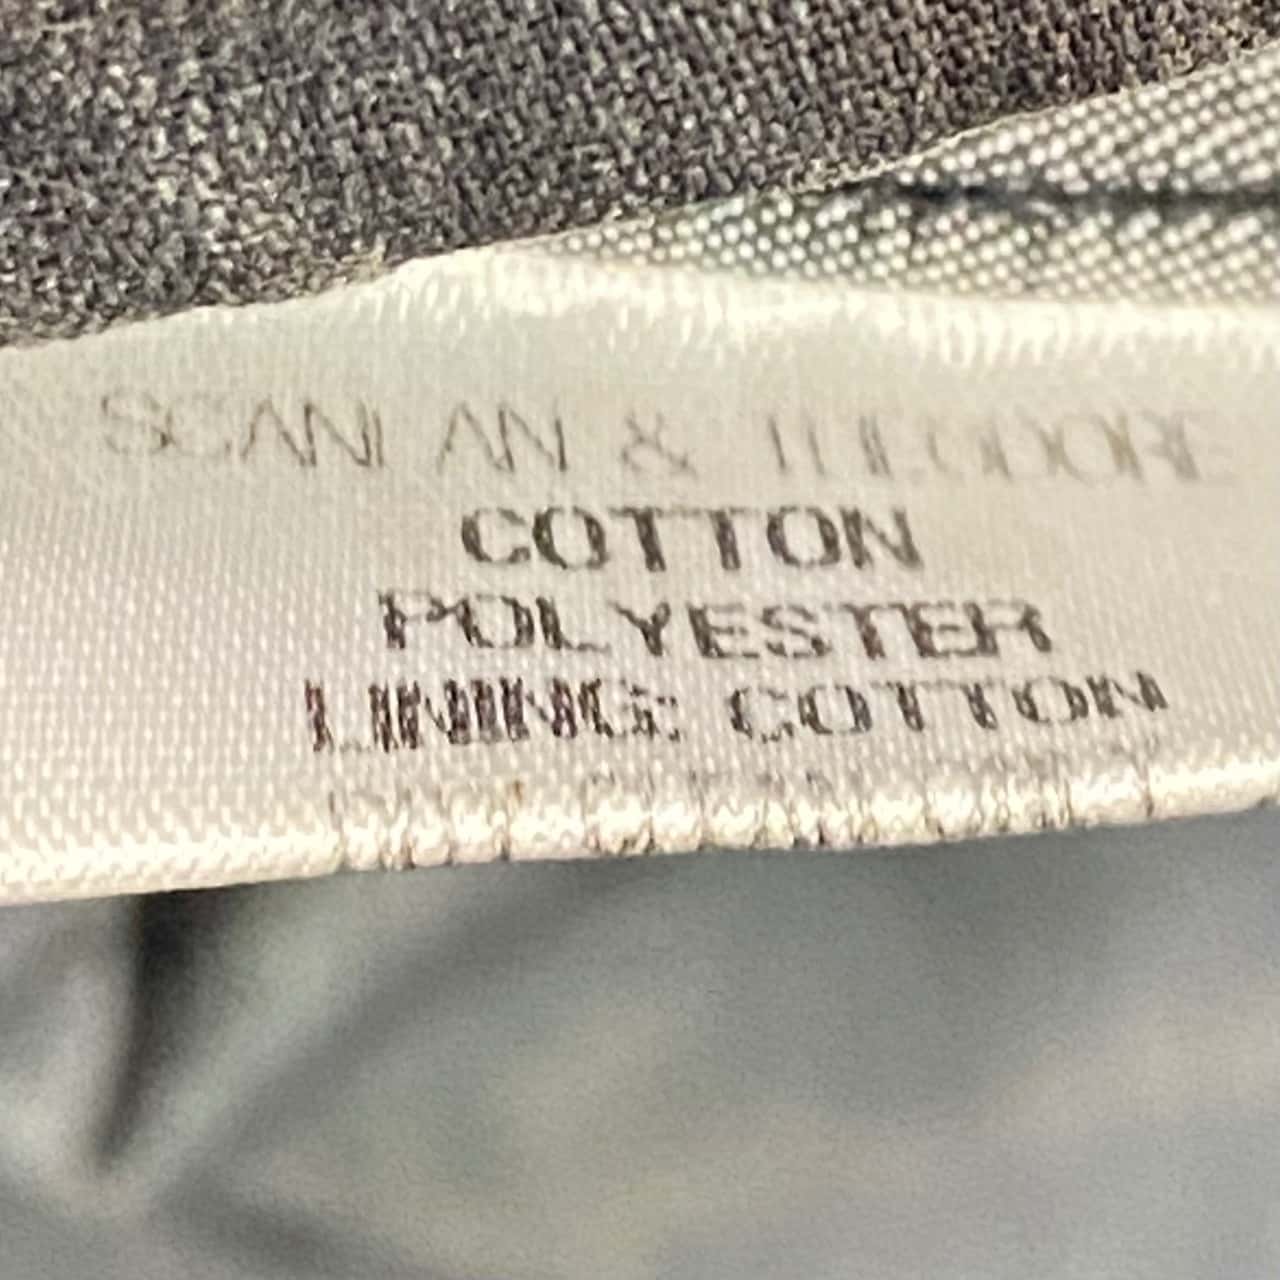 SCANLAN & THEODORE
COTTON
POLYESTER
LINING: COTTON